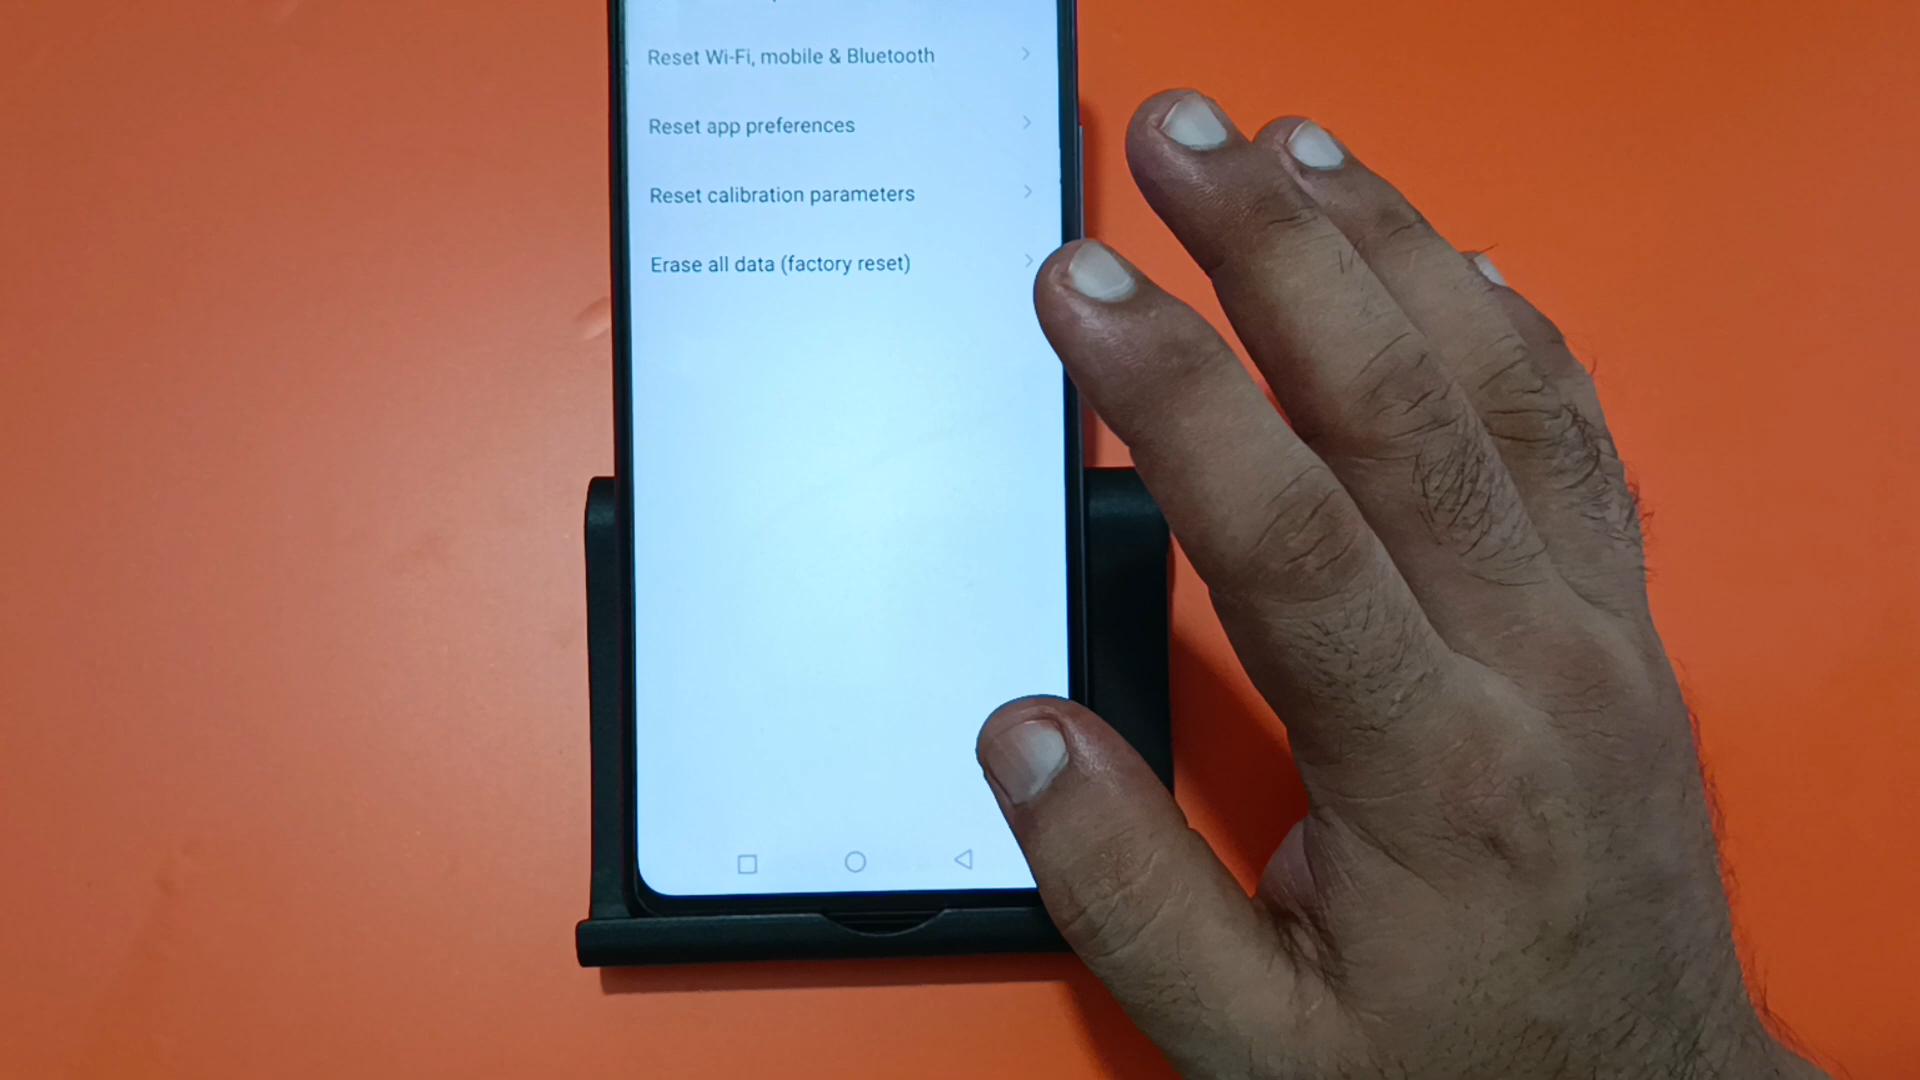 Reset Wi-Fi, mobile & Bluetooth
Reset app preferences
Reset calibration parameters
Erase all data (factory reset)